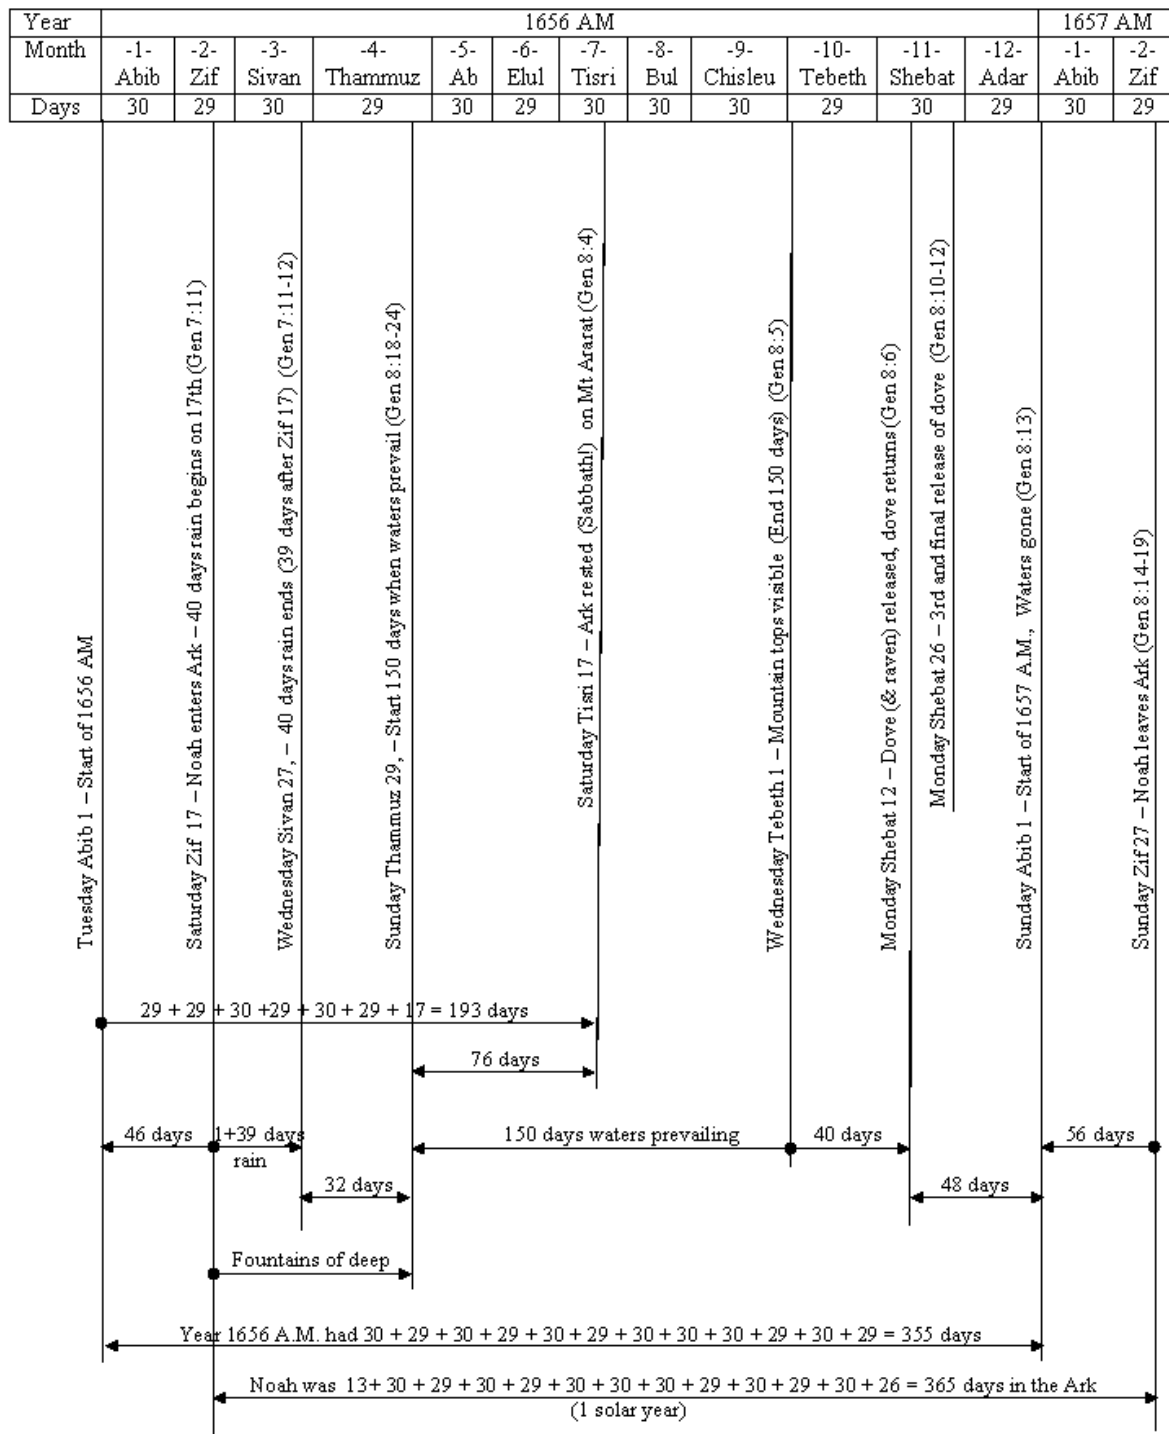 Year 1656 AM 1657 AM
Month -1- -2- -3- -4- -5- -6- -7- -8- -9- -10- -11- -12- -1- -2-
Abib Zif Sivan Thammuz Ab Elul Tisri Bul Chisleu Tebeth Shebat Adar Abib Zif
Days 30 29 30 29 30 29 30 30 30 29 30 29 30 29
Tuesday Abib 1 – Start of 1656 AM
Saturday Zif 17 – Noah enters Ark – 40 days rain begins on 17th (Gen 7:11)
Wednesday Sivan 27, – 40 days rain ends (39 days after Zif 17) (Gen 7:11-12)
Sunday Thammuz 29, – Start 150 days when waters prevail (Gen 8:18-24)
Saturday Tisri 17 – Ark rested (Sabbath!) on Mt Ararat (Gen 8:4)
Wednesday Tebeth 1 – Mountain tops visible (End 150 days) (Gen 8:5)
Monday Shebat 12 – Dove (& raven) released, dove returns (Gen 8:6)
Monday Shebat 26 – 3rd and final release of dove (Gen 8:10-12)
Sunday Abib 1 – Start of 1657 A.M., Waters gone (Gen 8:13)
Sunday Zif 27 – Noah leaves Ark (Gen 8:14-19)
29 + 29 + 30 +29 + 30 + 29 + 17 = 193 days
76 days
46 days 1+39 days 150 days waters prevailing 40 days 56 days
rain
32 days 48 days
Fountains of deep
Year 1656 A.M. had 30 + 29 + 30 + 29 + 30 + 29 + 30 + 30 + 30 + 29 + 30 + 29 = 355 days
Noah was 13+ 30 + 29 + 30 + 29 + 30 + 30 + 30 + 29 + 30 + 29 + 30 + 26 = 365 days in the Ark
(1 solar year)